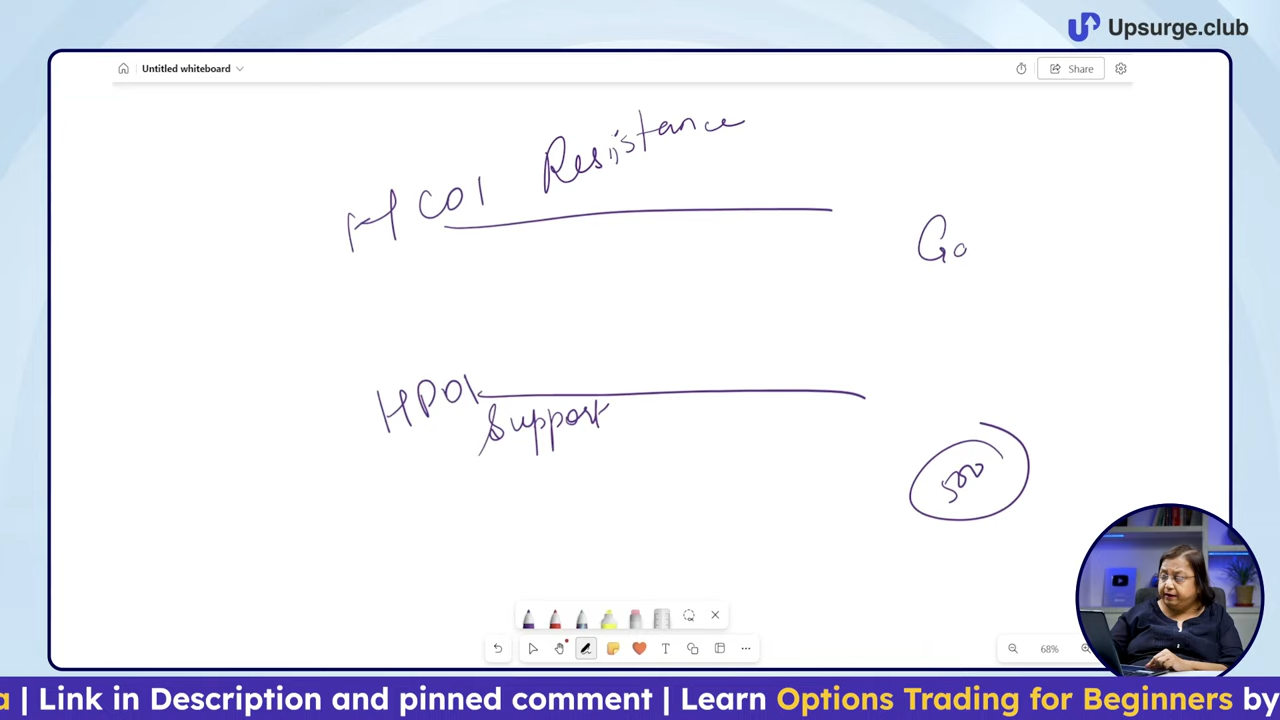 Upsurge.club
Untitled whiteboard
Share
Resistance
HCOI
Go
HPOI
Support
500
68%
a | Link in Description and pinned comment | Learn Options Trading for Beginners by